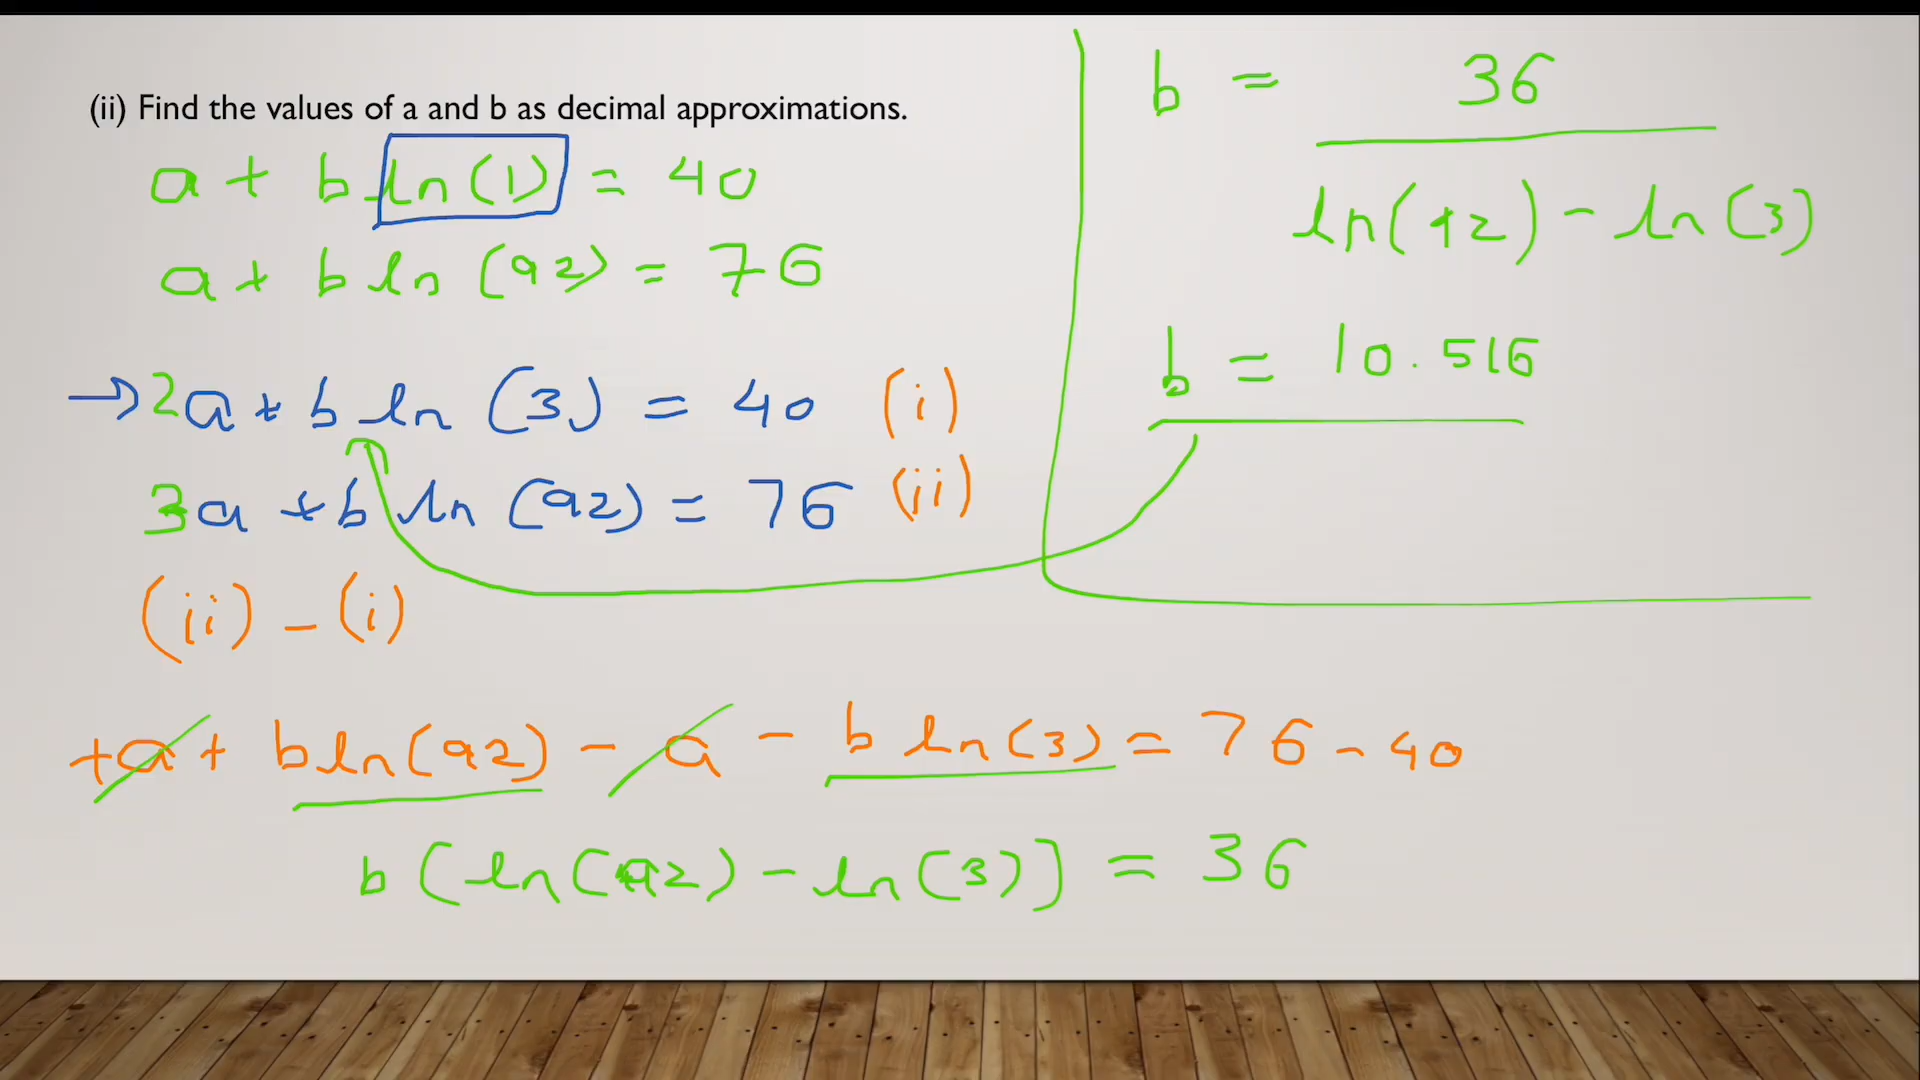 (ii) Find the values of a and b as decimal approximations.
a + b ln(1) = 40
a + b ln (92) = 76
→ 2a + b ln (3) = 40 (i)
3a + b ln (92) = 76 (ii)
(ii) - (i)
+a + b ln(92) - a - b ln(3) = 76 - 40
b (ln(92) - ln(3)) = 36
b = 36
ln(92) - ln(3)
b = 10.516